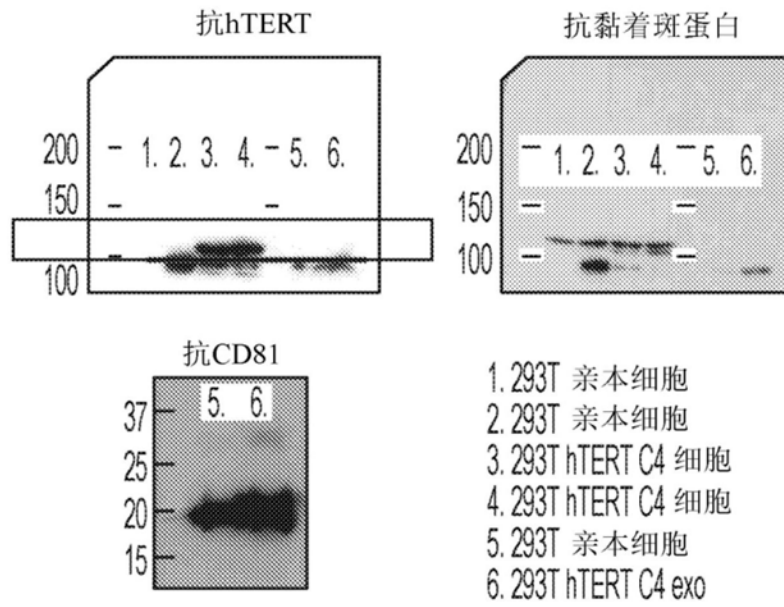 抗hTERT
200 1. 2. 3. 4. 5. 6.
150
100
抗黏着斑蛋白
200 1. 2. 3. 4. 5. 6.
150
100
抗CD81
37 5. 6.
25
20
15
1. 293T 亲本细胞
2. 293T 亲本细胞
3. 293T hTERT C4 细胞
4. 293T hTERT C4 细胞
5. 293T 亲本细胞
6. 293T hTERT C4 exo